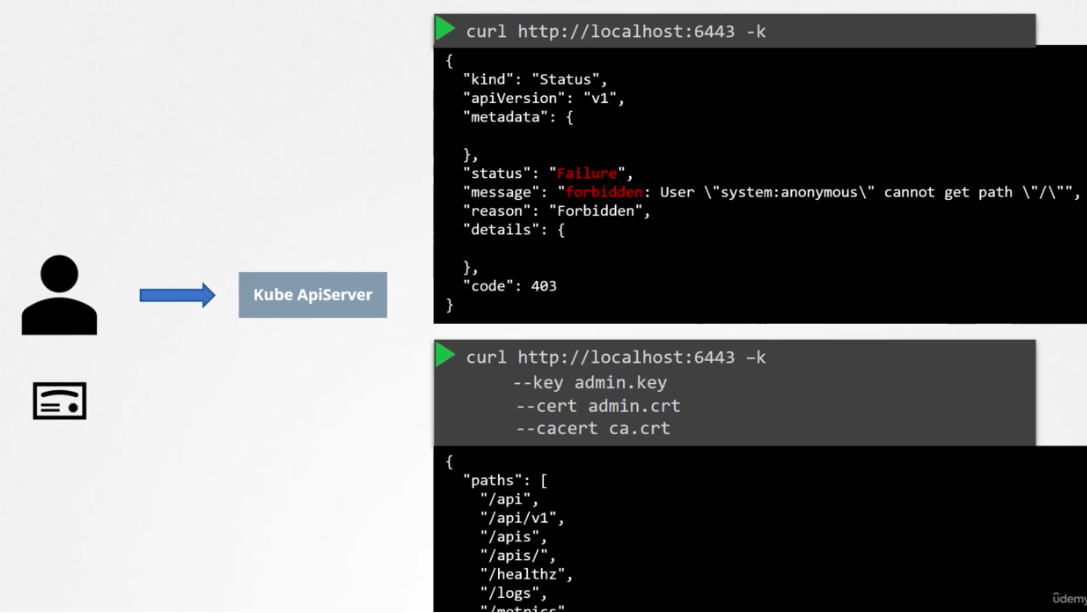 curl http://localhost:6443 -k
{
  "kind": "Status",
  "apiVersion": "v1",
  "metadata": {
  },
  "status": "Failure",
  "message": "forbidden: User \"system:anonymous\" cannot get path \"/\"",
  "reason": "Forbidden",
  "details": {
  },
  "code": 403
}
Kube ApiServer
curl http://localhost:6443 –k
--key admin.key
--cert admin.crt
--cacert ca.crt
{
  "paths": [
    "/api",
    "/api/v1",
    "/apis",
    "/apis/",
    "/healthz",
    "/logs",
    "/metrics"
ûdemy